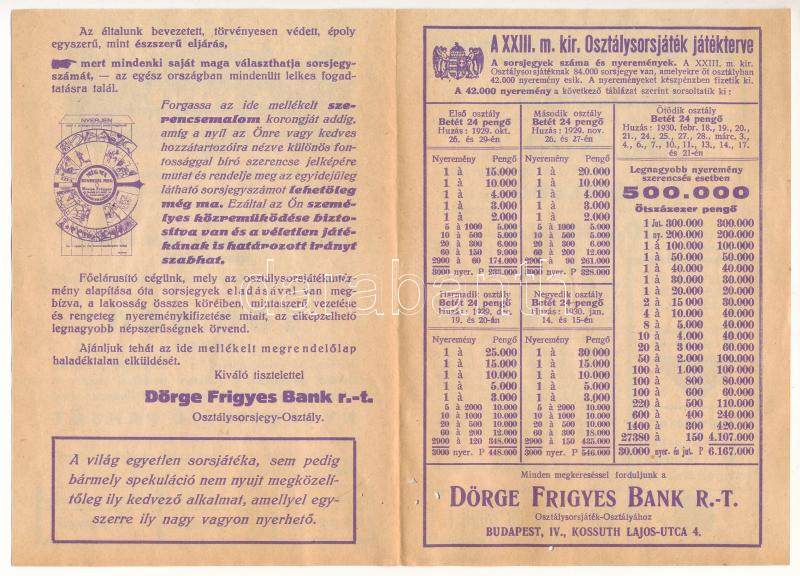 Az általunk bevezetett, törvényesen védett, époly
egyszerű, mint észszerű eljárás,
mert mindenki saját maga választhatja sorsjegy-
számát, — az egész országban mindenütt lelkes fogad-
tatásra talál.
NYERJEN
Forgassa az ide mellékelt sze-
rencsemalom korongját addig,
amíg a nyíl az Önre vagy kedves
hozzátartozóira nézve különös fon-
tossággal bíró szerencse jelképére
mutat és rendelje meg az egyidejűleg
látható sorsjegyszámot lehetőleg
még ma. Ezáltal az Ön szemé-
lyes közreműködése bizto-
sítva van és a véletlen játé-
kának is határozott irányt
szabhat.
Főelárusító cégünk, mely az osztálysorsjátékintéz-
mény alapítása óta sorsjegyek eladásával van meg-
bízva, a lakosság összes köréiben, mintaszerű vezetése
és rengeteg nyereménykifizetése miatt, az elképzelhető
legnagyobb népszerűségnek örvend.
Ajánljuk tehát az ide mellékelt megrendelőlap
haladéktalan elküldését.
Kiváló tisztelettel
Dörge Frigyes Bank r.-t.
Osztálysorsjegy-Osztály.
A világ egyetlen sorsjátéka, sem pedig
bármely spekuláció nem nyujt megközelí-
tőleg ily kedvező alkalmat, amellyel egy-
szerre ily nagy vagyon nyerhető.
A XXIII. m. kir. Osztálysorsjáték játékterve
A sorsjegyek száma és nyeremények. A XXIII. m. kir.
Osztálysorsjátéknak 84.000 sorsjegye van, amelyekre öt osztályban
42.000 nyeremény esik. A nyereményeket készpénzben fizetik ki.
A 42.000 nyeremény a következő táblázat szerint sorsoltatik ki:
Első osztály
Betét 24 pengő
Huzás: 1929. okt.
26. és 29-én
Nyeremény Pengő
1 à 15.000
1 à 10.000
1 à 4.000
1 à 3.000
1 à 2.000
5 à 1000 5.000
10 à 500 5.000
20 à 300 6.000
60 à 150 9.000
2900 à 60 174.000
3000 nyer. P 233.000
Második osztály
Betét 24 pengő
Huzás: 1929. nov.
26. és 27-én
Nyeremény Pengő
1 à 20.000
1 à 10.000
1 à 4.000
1 à 3.000
1 à 2.000
5 à 1000 5.000
10 à 500 5.000
20 à 300 6.000
60 à 200 12.000
2900 à 90 261.000
3000 nyer. P 328.000
Harmadik osztály
Betét 24 pengő
Huzás: 1929. dec.
19. és 20-án
Nyeremény Pengő
1 à 25.000
1 à 15.000
1 à 10.000
1 à 5.000
1 à 3.000
5 à 2000 10.000
10 à 1000 10.000
20 à 500 10.000
60 à 200 12.000
2900 à 120 348.000
3000 nyer. P 448.000
Negyedik osztály
Betét 24 pengő
Huzás: 1930. jan.
14. és 15-én
Nyeremény Pengő
1 à 30.000
1 à 15.000
1 à 10.000
1 à 5.000
1 à 3.000
5 à 2000 10.000
10 à 1000 10.000
20 à 500 10.000
60 à 300 18.000
2900 à 150 435.000
3000 nyer. P 546.000
Ötödik osztály
Betét 24 pengő
Huzás: 1930. febr. 18., 19., 20.,
21., 24., 25., 27., 28., márc. 3.,
4., 6., 7., 10., 11., 13., 14., 17.
és 21-én
Legnagyobb nyeremény
szerencsés esetben
500.000
ötszázezer pengő
1 jut. 300.000 300.000
1 ny. 200.000 200.000
1 à 100.000 100.000
1 à 50.000 50.000
1 à 40.000 40.000
1 à 30.000 30.000
1 à 20.000 20.000
2 à 15.000 30.000
4 à 10.000 40.000
8 à 5.000 40.000
10 à 4.000 40.000
20 à 3.000 60.000
50 à 2.000 100.000
100 à 1.000 100.000
100 à 800 80.000
100 à 600 60.000
220 à 500 110.000
600 à 400 240.000
1400 à 300 420.000
27380 à 150 4.107.000
30.000 nyer. és jut. P 6.167.000
Minden megkereséssel forduljunk a
DÖRGE FRIGYES BANK R.-T.
Osztálysorsjáték-Osztályához
BUDAPEST, IV., KOSSUTH LAJOS-UTCA 4.
darabanth